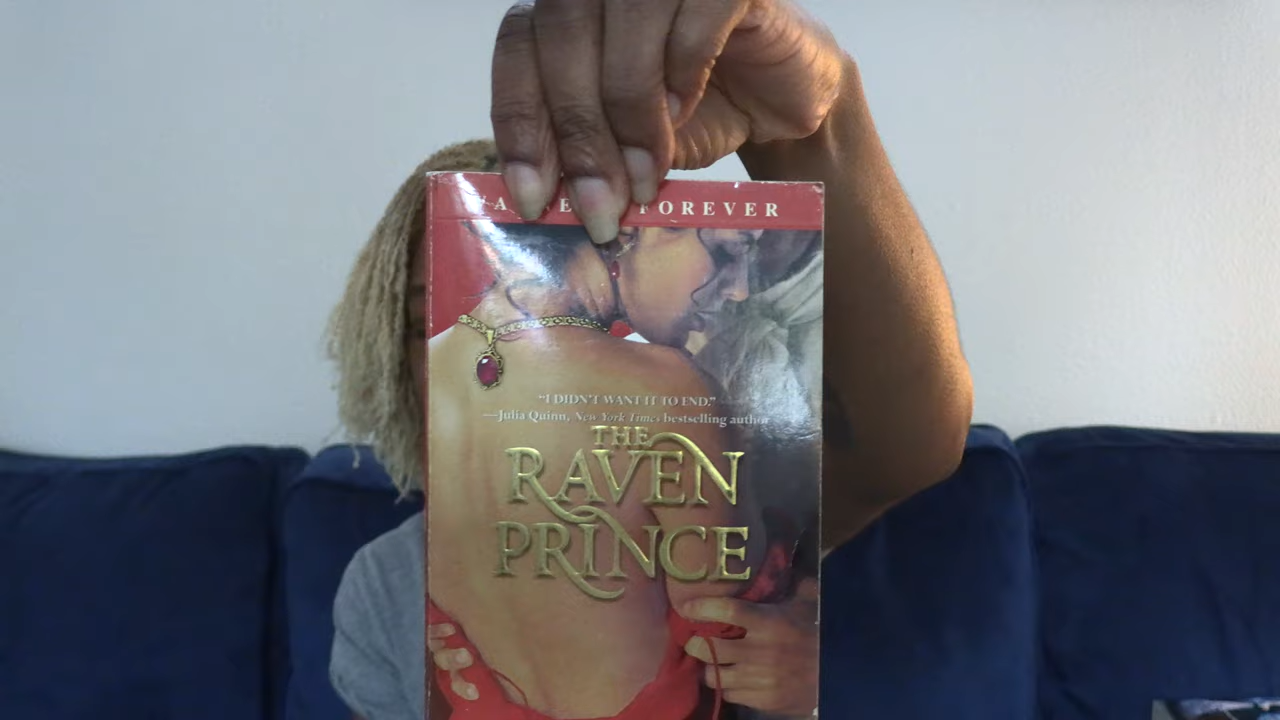 FOREVER
"I DIDN'T WANT IT TO END."
—Julia Quinn, New York Times bestselling author
THE
RAVEN
PRINCE